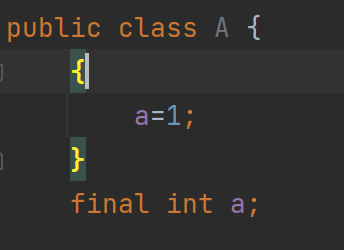 public class A {
    {
        a=1;
    }
    final int a;